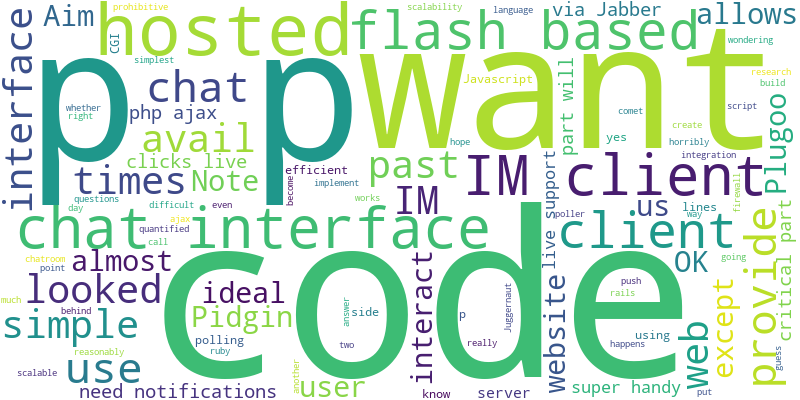 prohibitive
scalability
language
via Jabber
allows
Aim
hosted
flash based
wondering
CGI
simplest
interface
p p
want
chat
Javascript
research
build
whether
right
php ajax
part will
comet
script
Plugoo
avail
yes
create
horribly
hope
clicks live
past
IM
client
integration
times
Note
efficient
implement
become
firewall
questions
difficult
even
works
IM
us
lines
way
day
quantified
ajax
poller
live support
chat interface
client
provide
critical part
chatroom
call
almost
point
polling
side
p
really
push
going
OK
much
behind
looked
ideal
interact
Juggernaut
two
answer
rails
using
website
web
except
simple
Pidgin
code
happens
guess
reasonably
ruby
scalable
use
another
user
need notifications
know
server
super handy
put